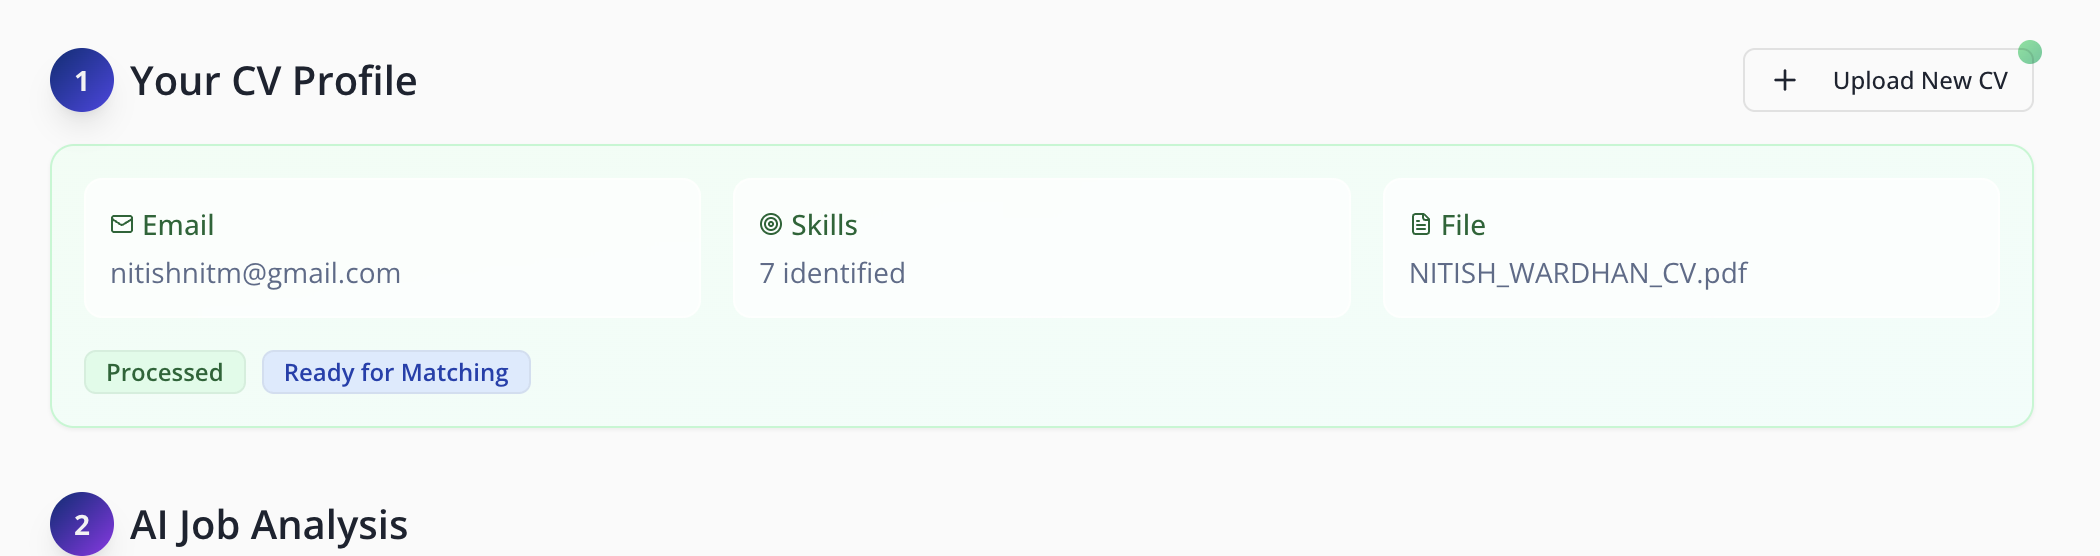 1 Your CV Profile
Upload New CV
Email
nitishnitm@gmail.com
Skills
7 identified
File
NITISH_WARDHAN_CV.pdf
Processed
Ready for Matching
2 AI Job Analysis